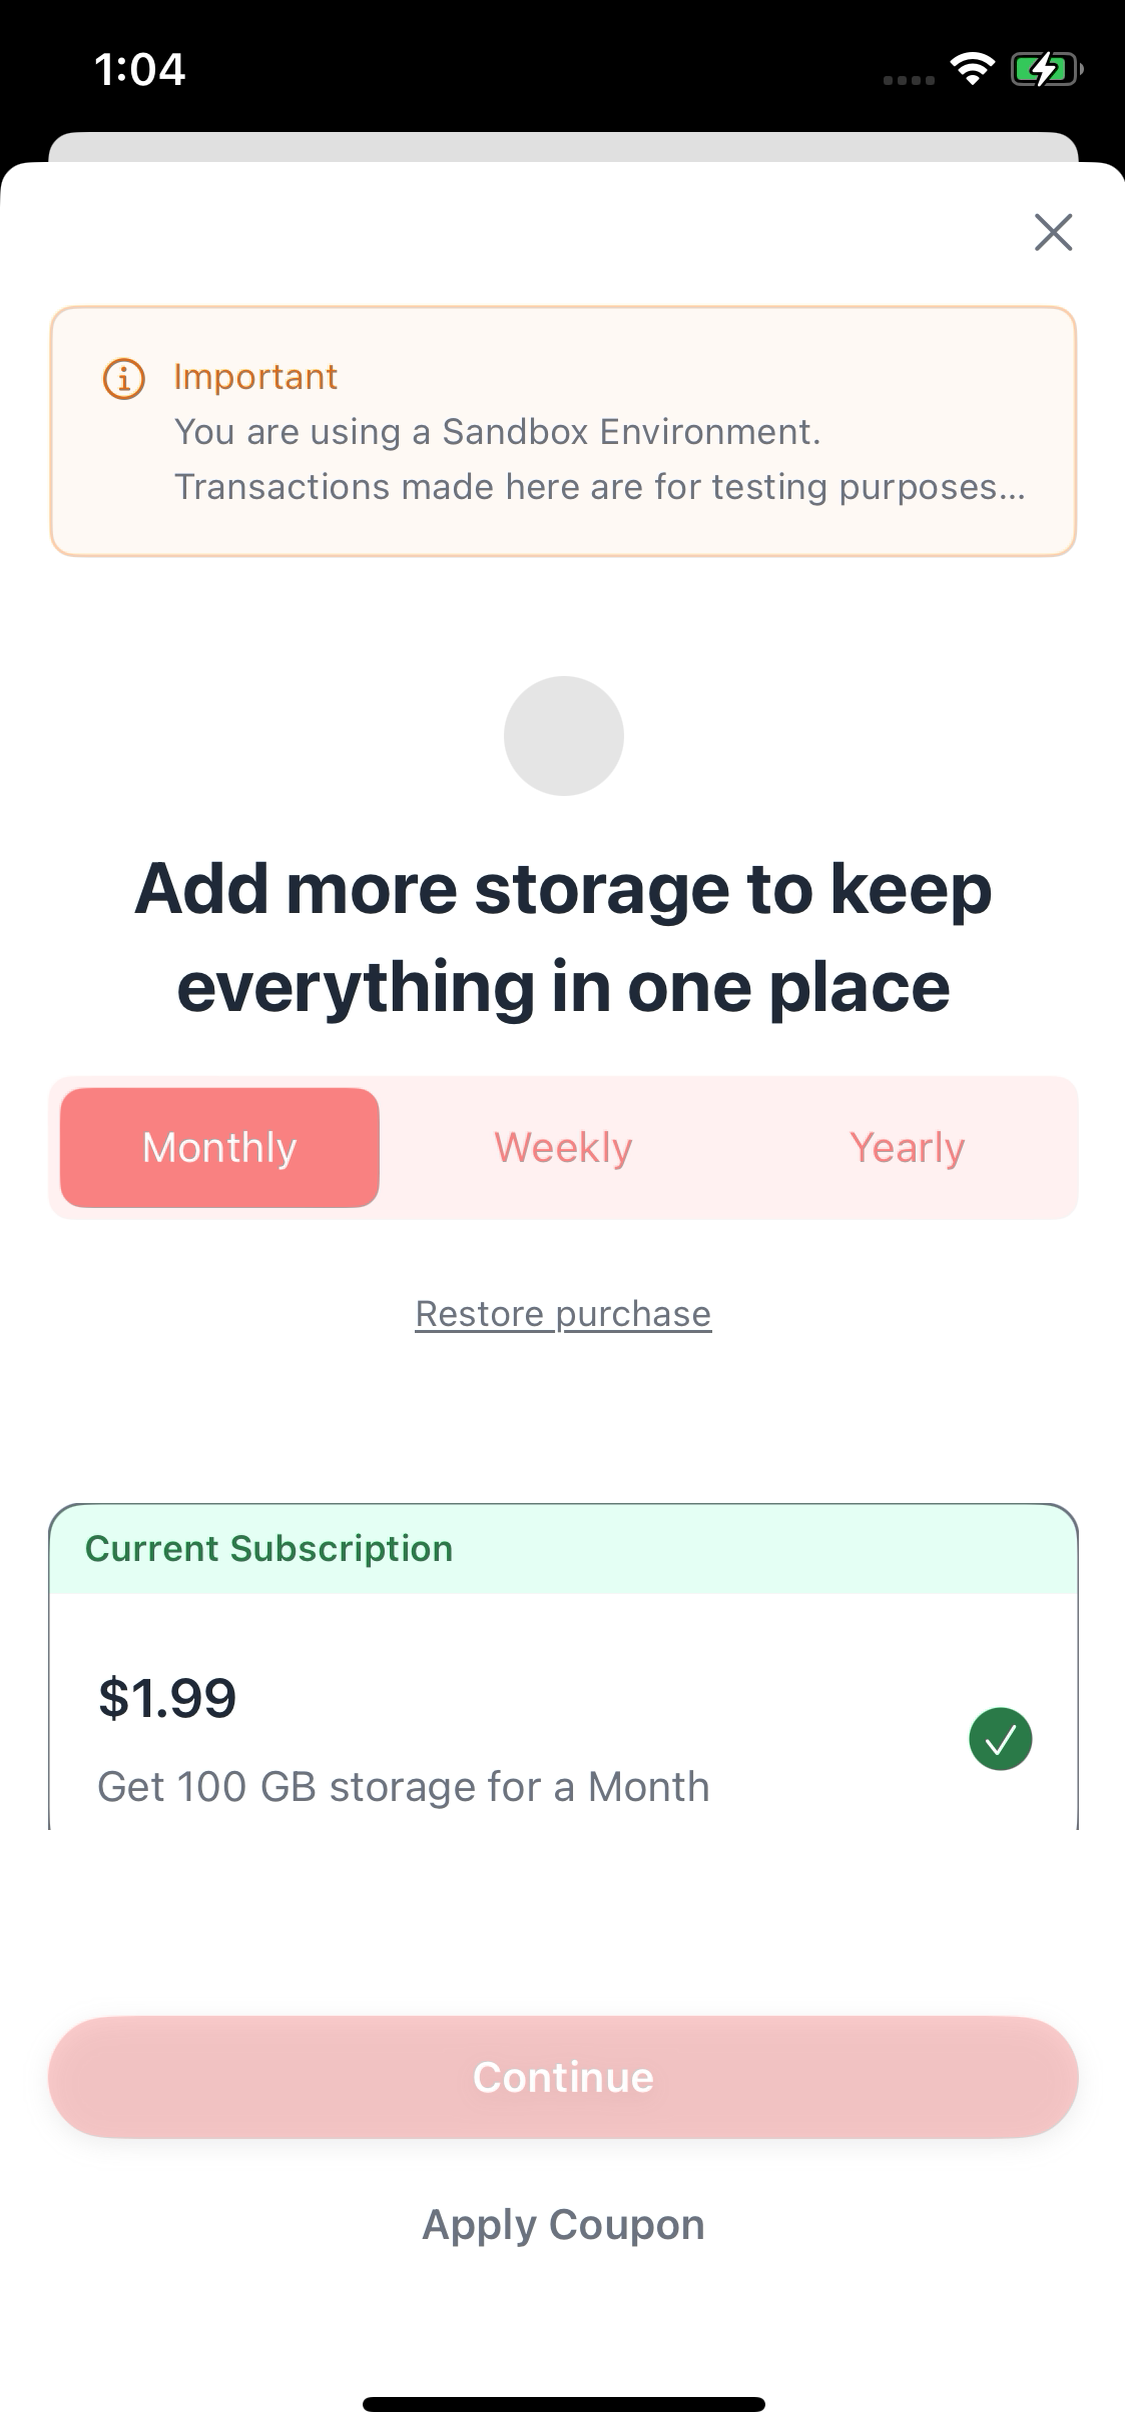 1:04
Important
You are using a Sandbox Environment.
Transactions made here are for testing purposes...
Add more storage to keep
everything in one place
Monthly
Weekly
Yearly
Restore purchase
Current Subscription
$1.99
Get 100 GB storage for a Month
Continue
Apply Coupon